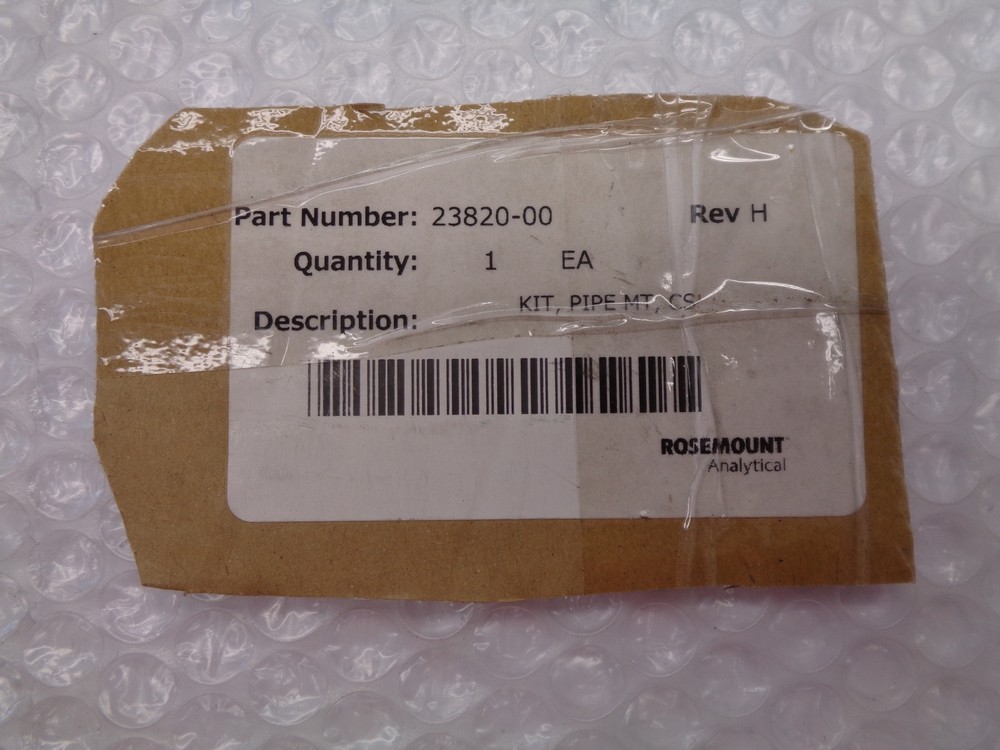 Part Number: 23820-00 Rev H
Quantity: 1 EA
Description: KIT, PIPE MT,
ROSEMOUNT
Analytical